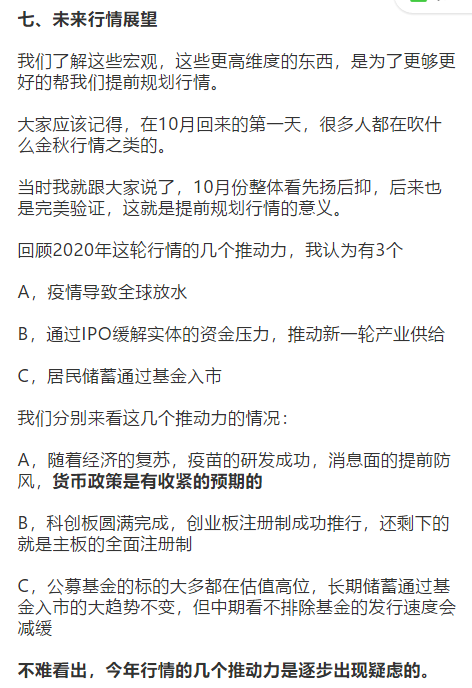 七、未来行情展望
我们了解这些宏观，这些更高维度的东西，是为了更够更
好的帮我们提前规划行情。
大家应该记得，在10月回来的第一天，很多人都在吹什
么金秋行情之类的。
当时我就跟大家说了，10月份整体看先扬后抑，后来也
是完美验证，这就是提前规划行情的意义。
回顾2020年这轮行情的几个推动力，我认为有3个
A，疫情导致全球放水
B，通过IPO缓解实体的资金压力，推动新一轮产业供给
C，居民储蓄通过基金入市
我们分别来看这几个推动力的情况：
A，随着经济的复苏，疫苗的研发成功，消息面的提前防
风，货币政策是有收紧的预期的
B，科创板圆满完成，创业板注册制成功推行，还剩下的
就是主板的全面注册制
C，公募基金的标的大多都在估值高位，长期储蓄通过基
金入市的大趋势不变，但中期看不排除基金的发行速度会
减缓
不难看出，今年行情的几个推动力是逐步出现疑虑的。